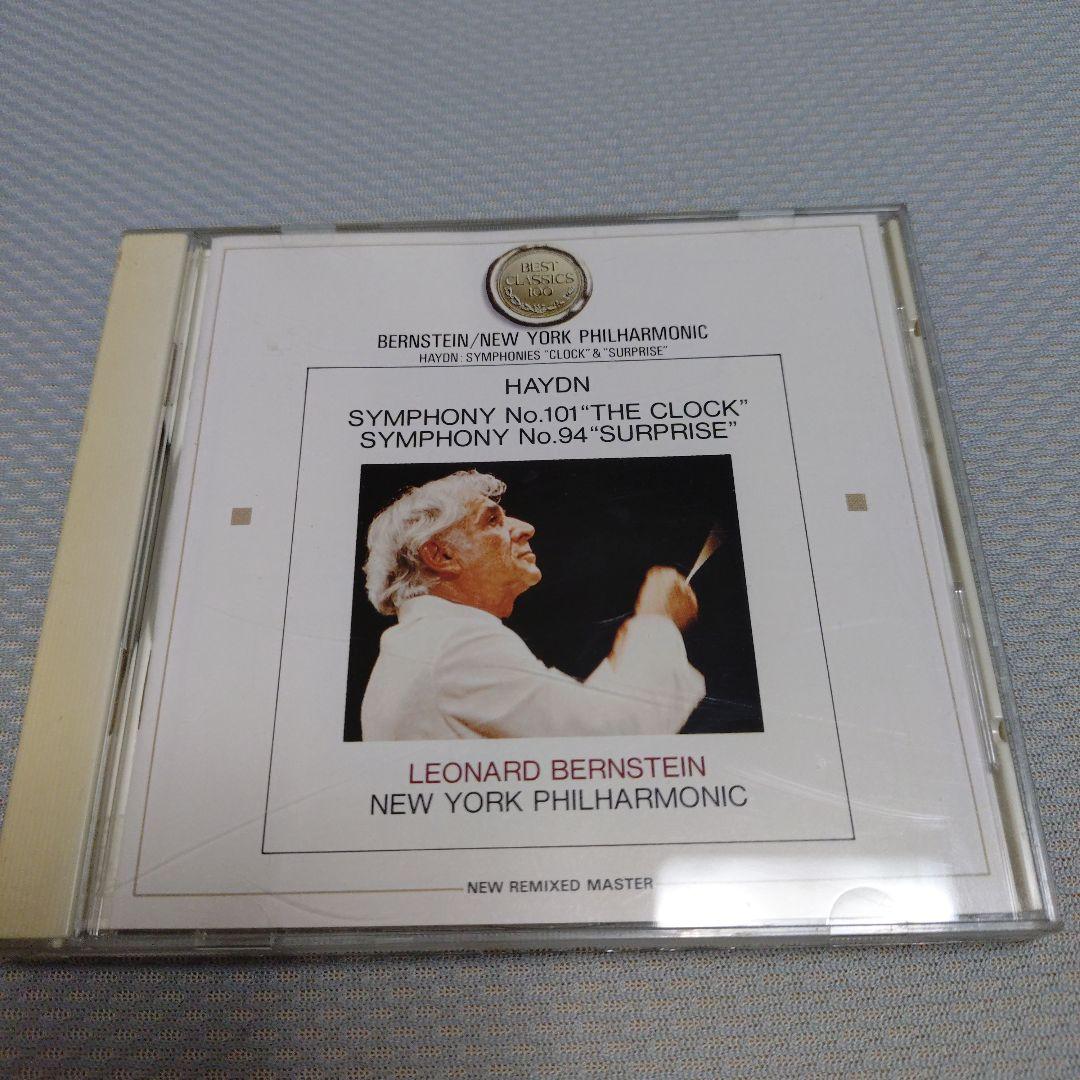 BEST
CLASSICS
100
BERNSTEIN/NEW YORK PHILHARMONIC
HAYDN: SYMPHONIES "CLOCK" & "SURPRISE"
HAYDN
SYMPHONY No.101 “THE CLOCK”
SYMPHONY No.94 “SURPRISE”
LEONARD BERNSTEIN
NEW YORK PHILHARMONIC
NEW REMIXED MASTER